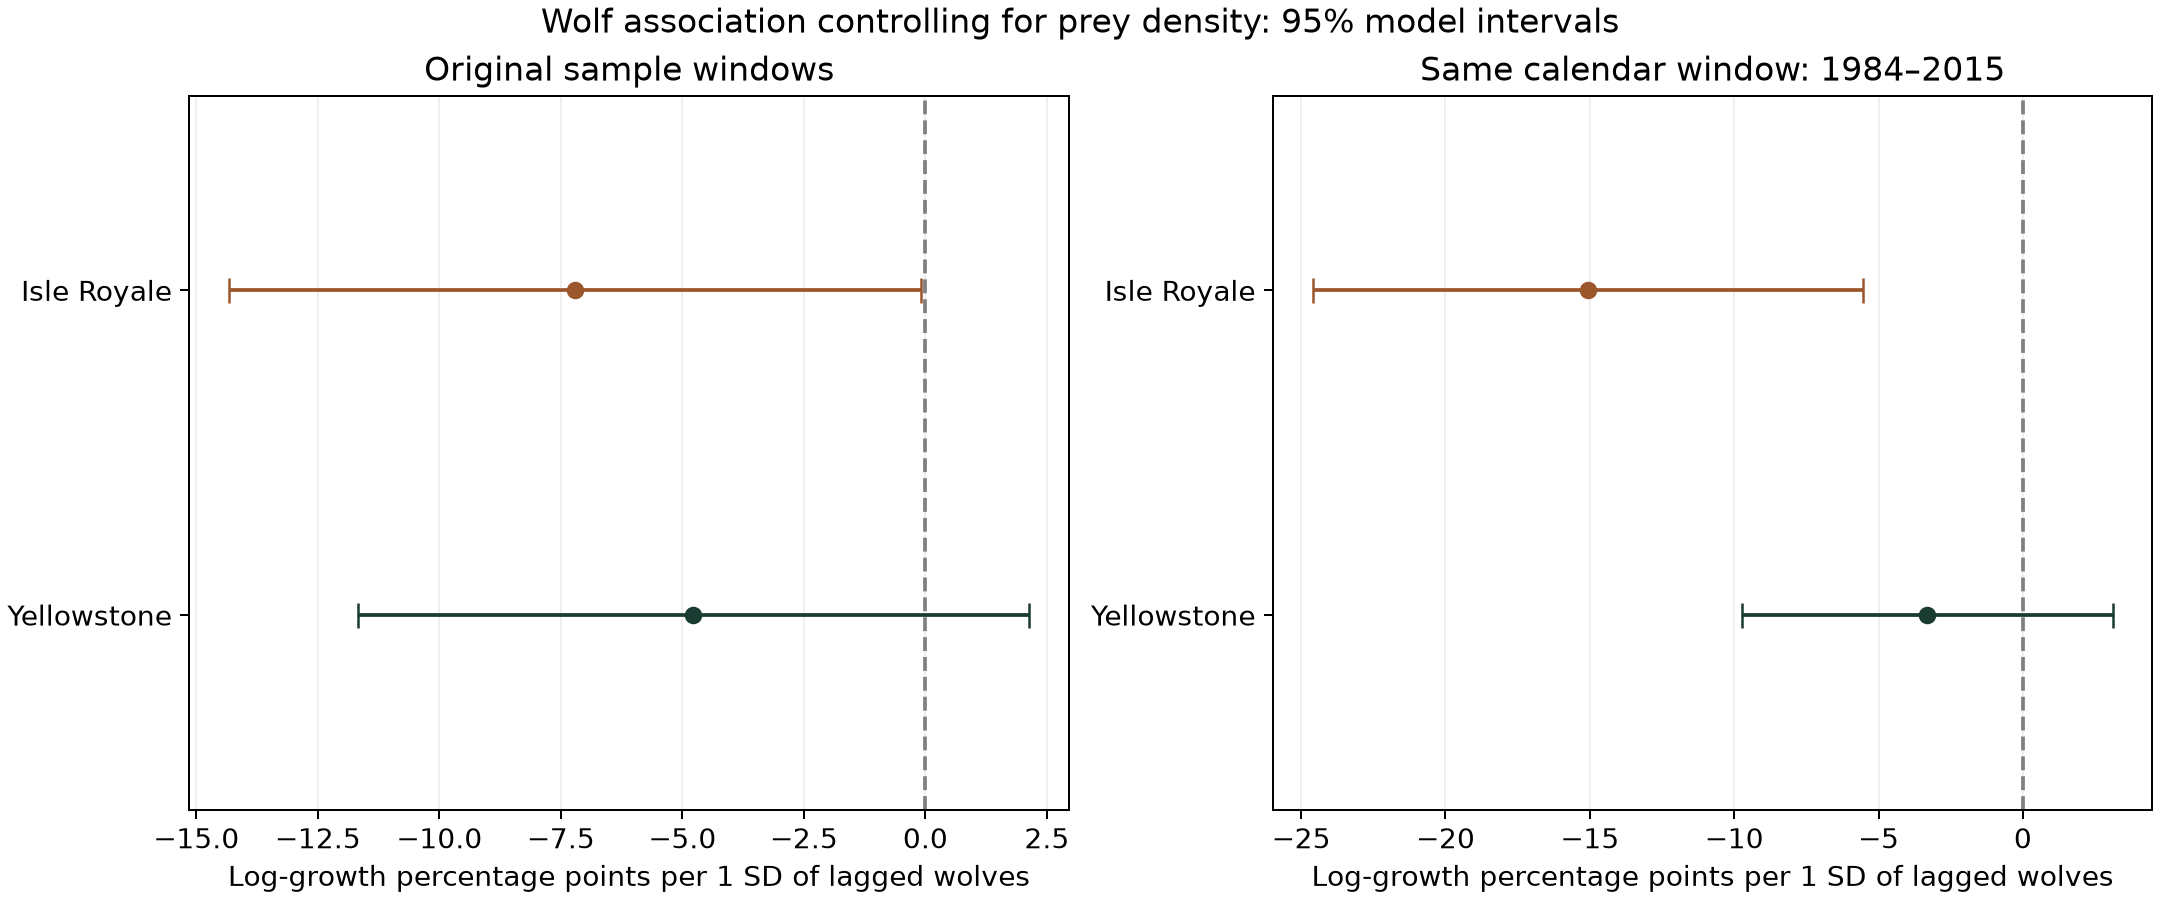 Wolf association controlling for prey density: 95% model intervals
Original sample windows
Isle Royale
Yellowstone
−15.0 −12.5 −10.0 −7.5 −5.0 −2.5 0.0 2.5
Log-growth percentage points per 1 SD of lagged wolves
Same calendar window: 1984–2015
Isle Royale
Yellowstone
−25 −20 −15 −10 −5 0
Log-growth percentage points per 1 SD of lagged wolves